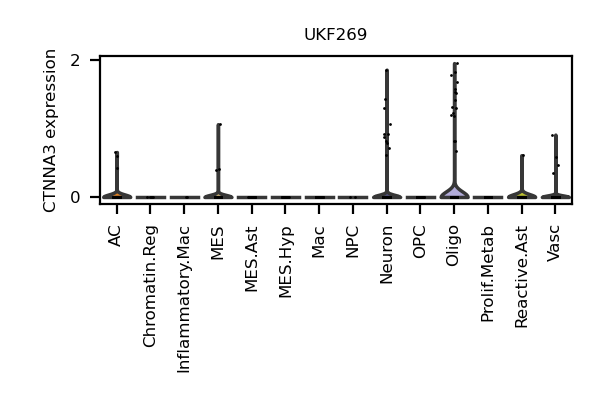 UKF269
CTNNA3 expression
2
0
AC
Chromatin.Reg
Inflammatory.Mac
MES
MES.Ast
MES.Hyp
Mac
NPC
Neuron
OPC
Oligo
Prolif.Metab
Reactive.Ast
Vasc